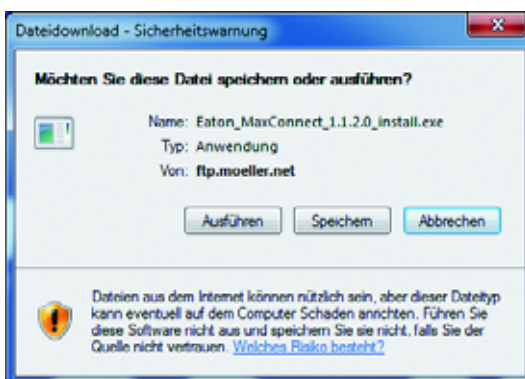 Dateidownload - Sicherheitswarnung
Möchten Sie diese Datei speichern oder ausführen?
Name: Eaton_MaxConnect_1.1.2.0_install.exe
Typ: Anwendung
Von: ftp.moeller.net
Ausführen Speichern Abbrechen
Dateien aus dem Internet können nützlich sein, aber dieser Dateityp
kann eventuell auf dem Computer Schaden anrichten. Führen Sie
diese Software nicht aus und speichern Sie sie nicht, falls Sie der
Quelle nicht vertrauen. Welches Risiko besteht?